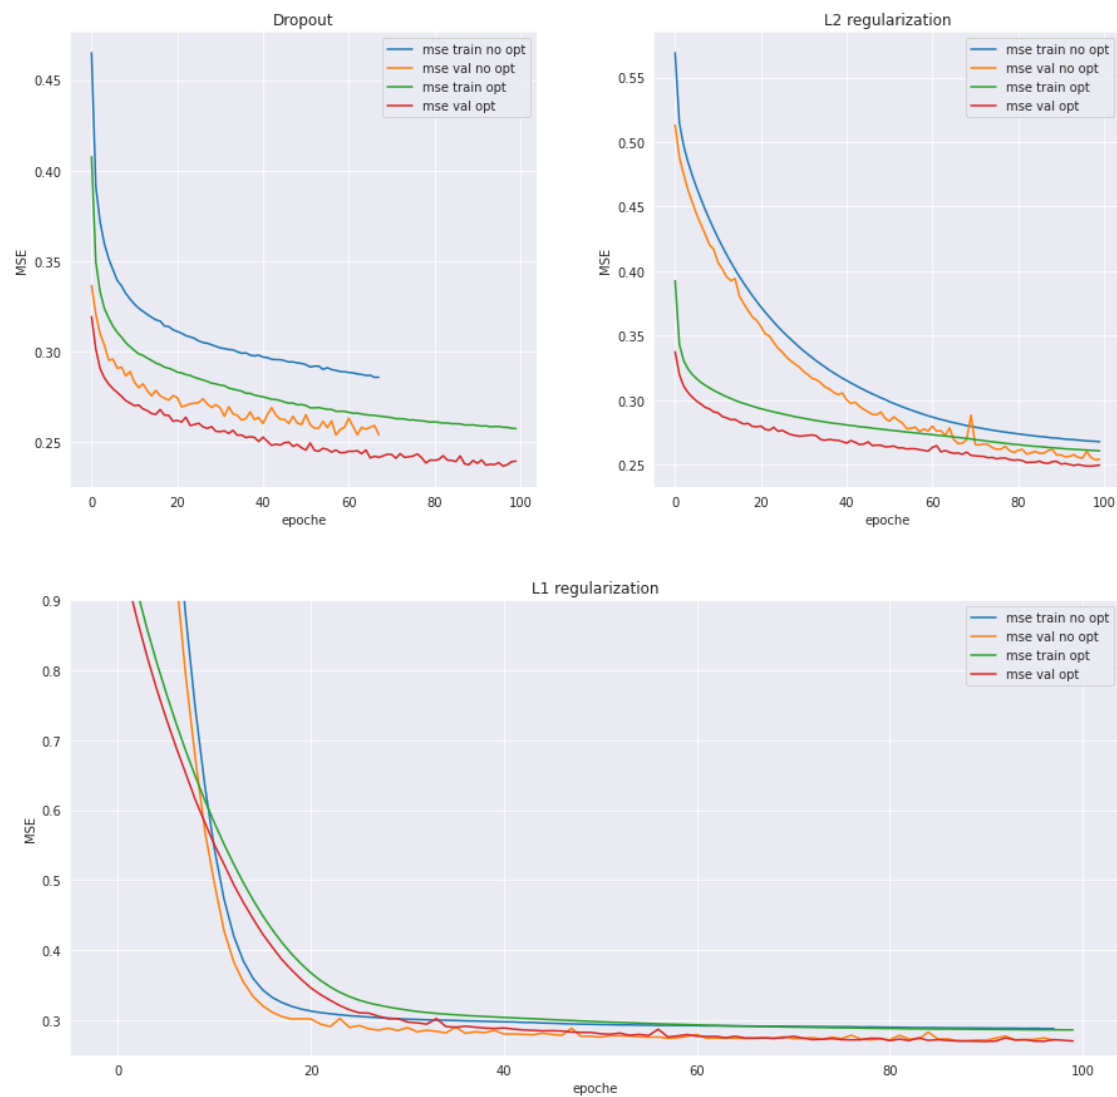 Dropout
mse train no opt
mse val no opt
mse train opt
mse val opt
0.45
0.40
0.35
0.30
0.25
MSE
0 20 40 60 80 100
epoche
L2 regularization
mse train no opt
mse val no opt
mse train opt
mse val opt
0.55
0.50
0.45
0.40
0.35
0.30
0.25
MSE
0 20 40 60 80 100
epoche
L1 regularization
mse train no opt
mse val no opt
mse train opt
mse val opt
0.9
0.8
0.7
0.6
0.5
0.4
0.3
MSE
0 20 40 60 80 100
epoche